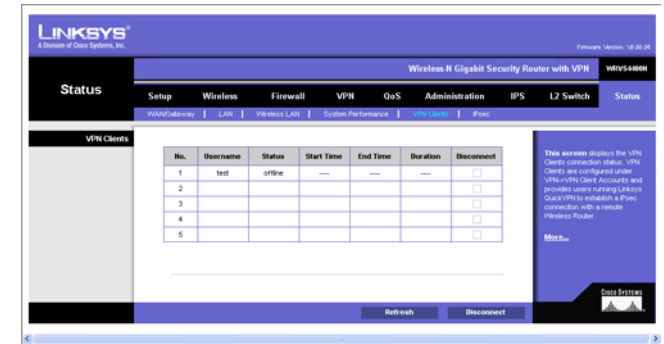 LINKSYS®
A Division of Cisco Systems, Inc.
Firmware Version: V0.00.06
Wireless-N Gigabit Security Router with VPN WRVS4400N
Status
Setup Wireless Firewall VPN QoS Administration IPS L2 Switch Status
WAN/Gateway | LAN | Wireless LAN | System Performance | VPN Clients | IPsec
VPN Clients
No. Username Status Start Time End Time Duration Disconnect
1 test offline ---- ---- ----
2
3
4
5
This screen displays the VPN
Clients connection status. VPN
Clients are configured under
VPN->VPN Client Accounts and
provides users running Linksys
QuickVPN to establish a IPsec
connection with a remote
Wireless Router.
More...
Refresh Disconnect
CISCO SYSTEMS